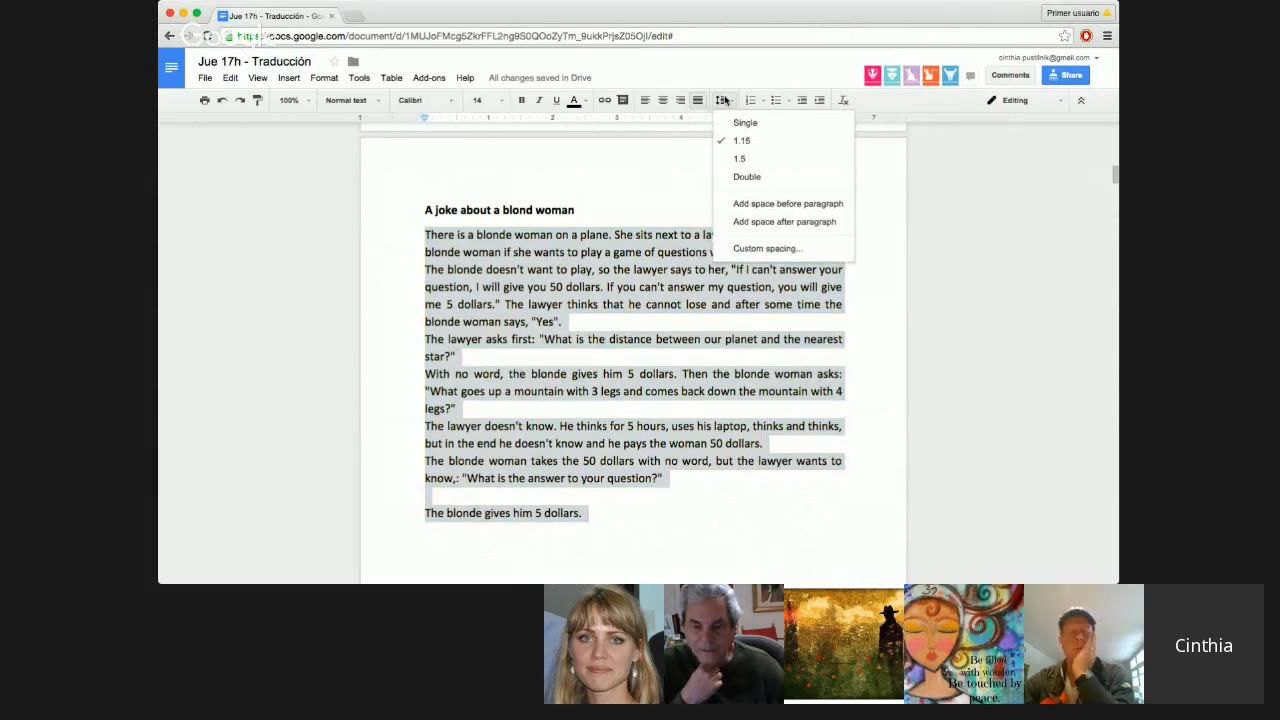 Jue 17h - Traducción - Go
Primer usuario
https://docs.google.com/document/d/1MUJoFMcg5ZkrFFL2ng9S0QOoZyTm_9ukkPrjsZ05OjI/edit#
Google
cinthia.pustilnik@gmail.com
Jue 17h - Traducción
Comments
Share
File Edit View Insert Format Tools Table Add-ons Help All changes saved in Drive
100% Normal text Calibri 14 B I U A Editing
1 1 2 3 4 7
Single
1.15
1.5
Double
Add space before paragraph
Add space after paragraph
Custom spacing...
A joke about a blond woman
There is a blonde woman on a plane. She sits next to a
blonde woman if she wants to play a game of questions
The blonde doesn't want to play, so the lawyer says to her, "If I can't answer your
question, I will give you 50 dollars. If you can't answer my question, you will give
me 5 dollars." The lawyer thinks that he cannot lose and after some time the
blonde woman says, "Yes".
The lawyer asks first: "What is the distance between our planet and the nearest
star?"
With no word, the blonde gives him 5 dollars. Then the blonde woman asks:
"What goes up a mountain with 3 legs and comes back down the mountain with 4
legs?"
The lawyer doesn't know. He thinks for 5 hours, uses his laptop, thinks and thinks,
but in the end he doesn't know and he pays the woman 50 dollars.
The blonde woman takes the 50 dollars with no word, but the lawyer wants to
know,: "What is the answer to your question?"
The blonde gives him 5 dollars.
Be filled
with wonder.
Be touched by
peace.
Cinthia